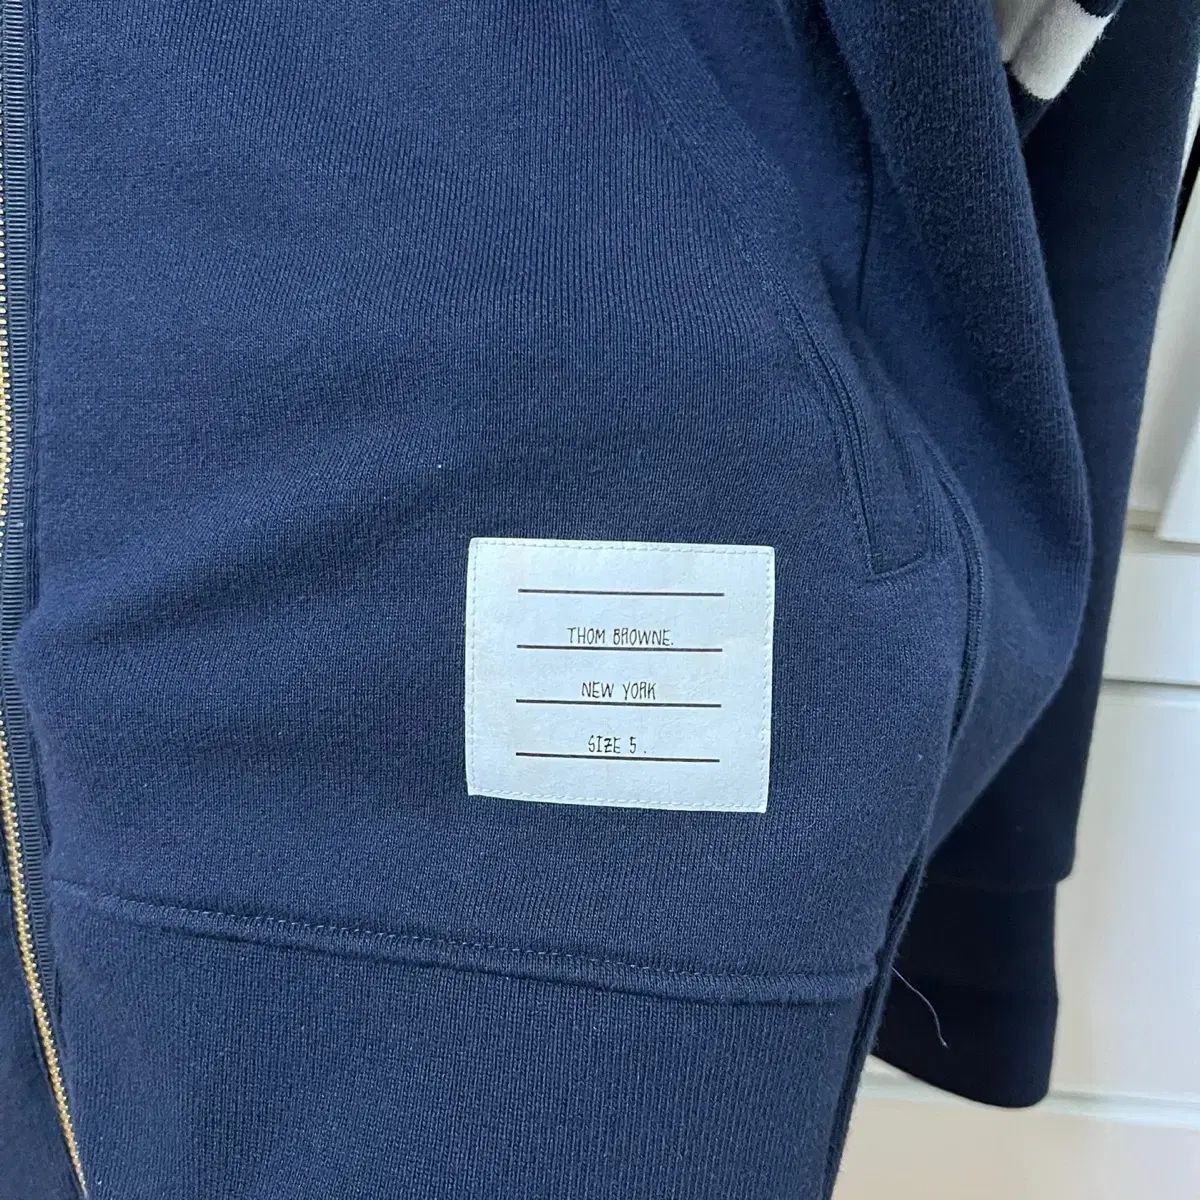 THOM BROWNE.
NEW YORK
SIZE 5.